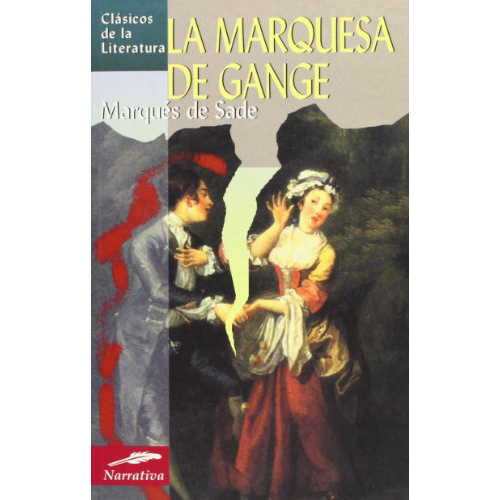 Clásicos
de la
Literatura
LA MARQUESA
DE GANGE
Marqués de Sade
Narrativa